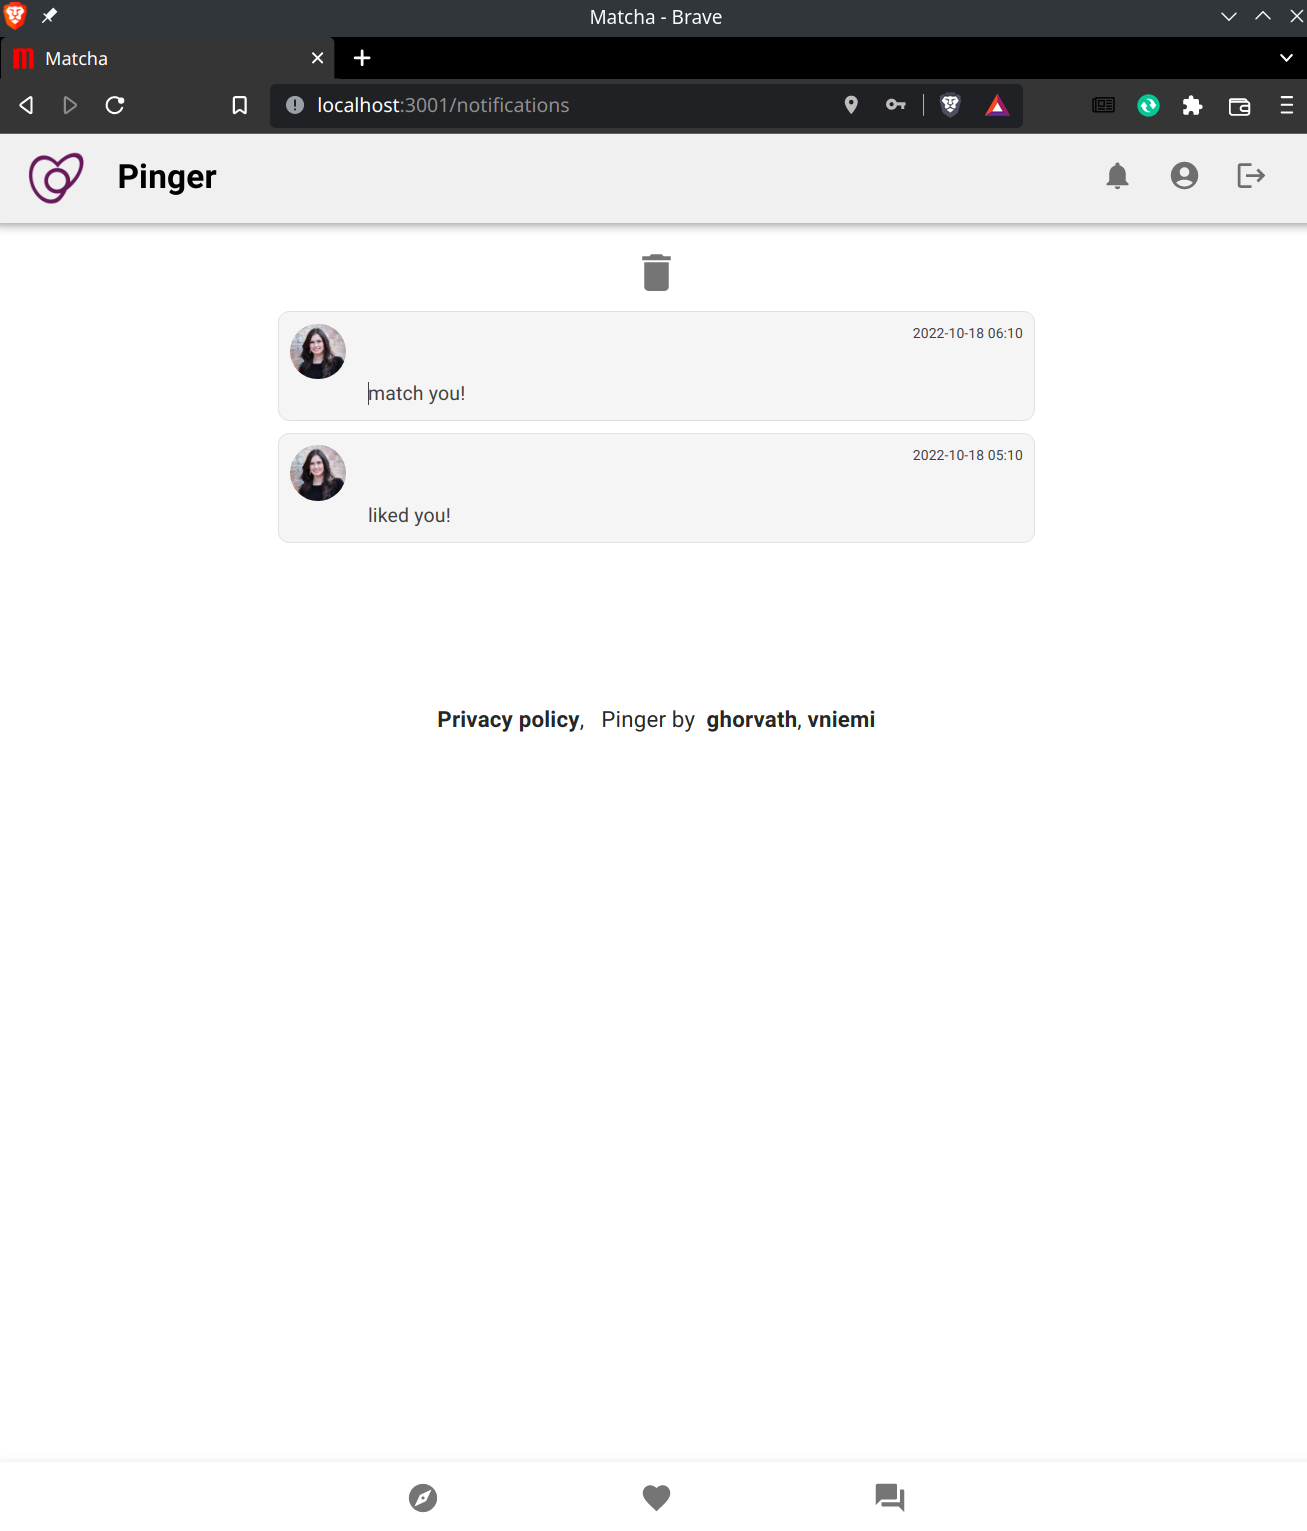 Matcha - Brave
Matcha
localhost:3001/notifications
Pinger
2022-10-18 06:10
match you!
2022-10-18 05:10
liked you!
Privacy policy, Pinger by ghorvath, vniemi